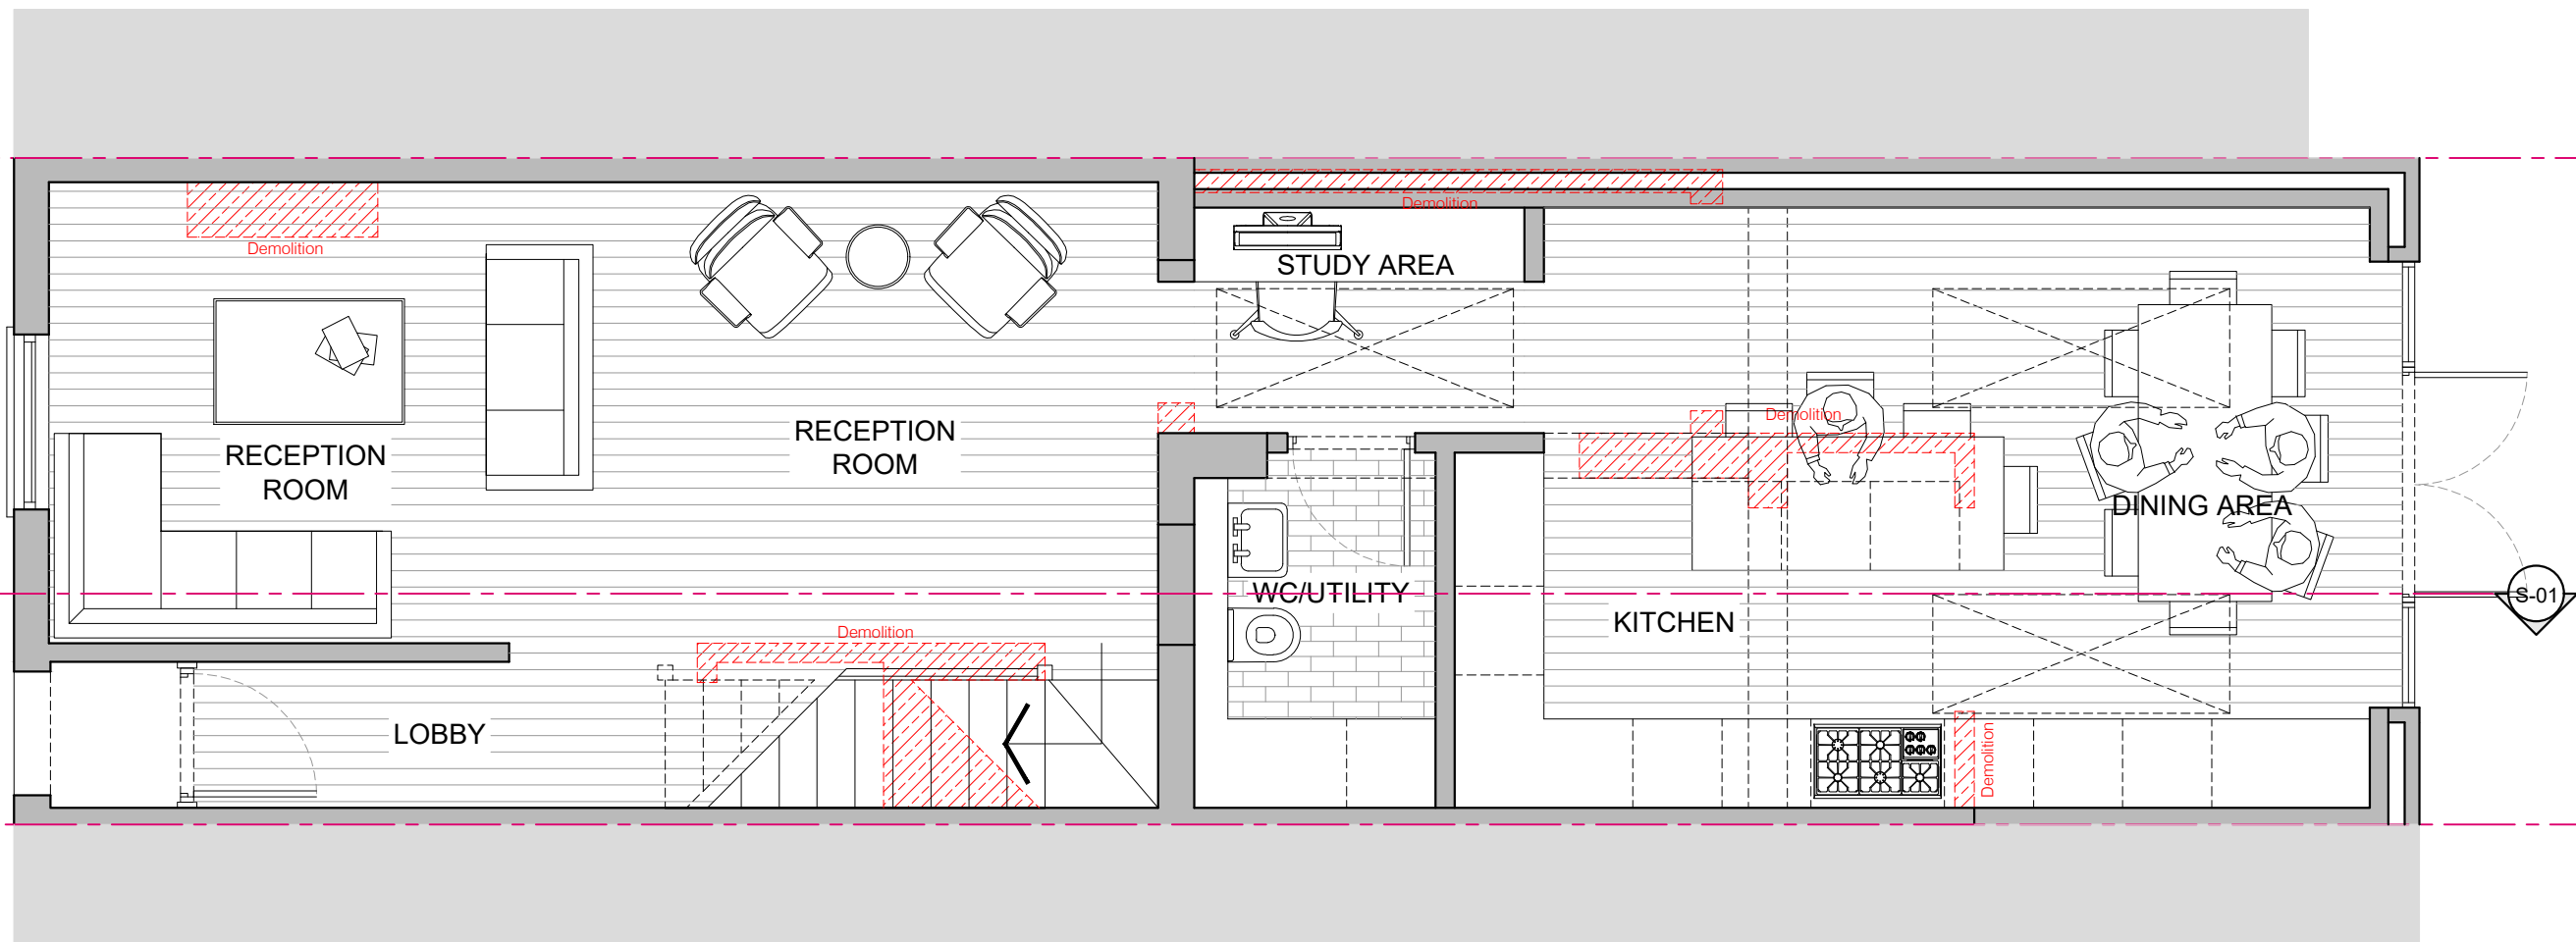 Demolition
Demolition
STUDY AREA
Demolition
RECEPTION
ROOM
RECEPTION
ROOM
DINING AREA
WC/UTILITY
S-01
KITCHEN
Demolition
LOBBY
Demolition